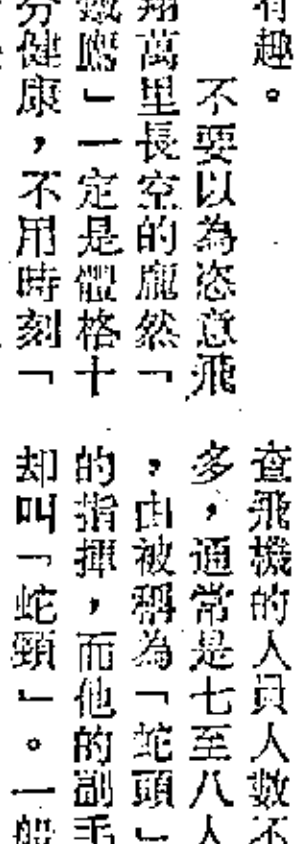 有趣。
不要以為恣意飛
翔萬里長空的龐然「
鐵鷹」一定是體格十
分健康，不用時刻「
查飛機的人員人數不
多，通常是七至八人
，由被稱為「蛇頭」
的指揮，而他的副手
却叫「蛇頸」。一般